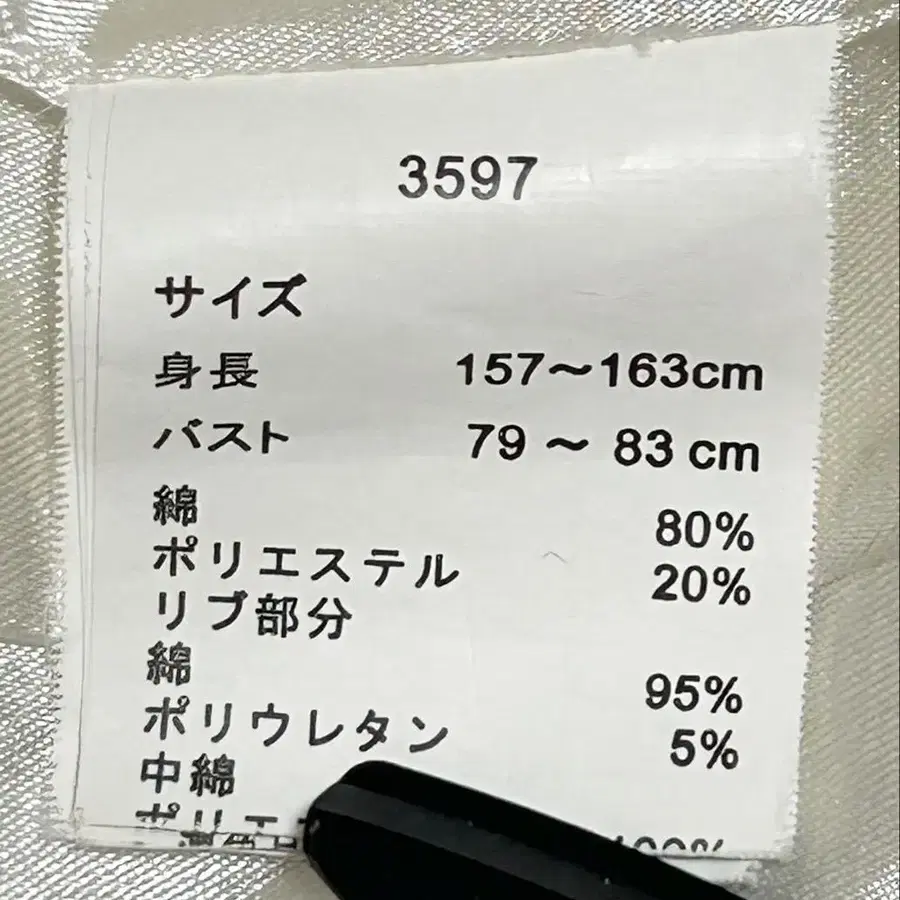 3597
サイズ
身長 157〜163cm
バスト 79 〜 83 cm
綿 80%
ポリエステル 20%
リブ部分
綿 95%
ポリウレタン 5%
中綿
100%